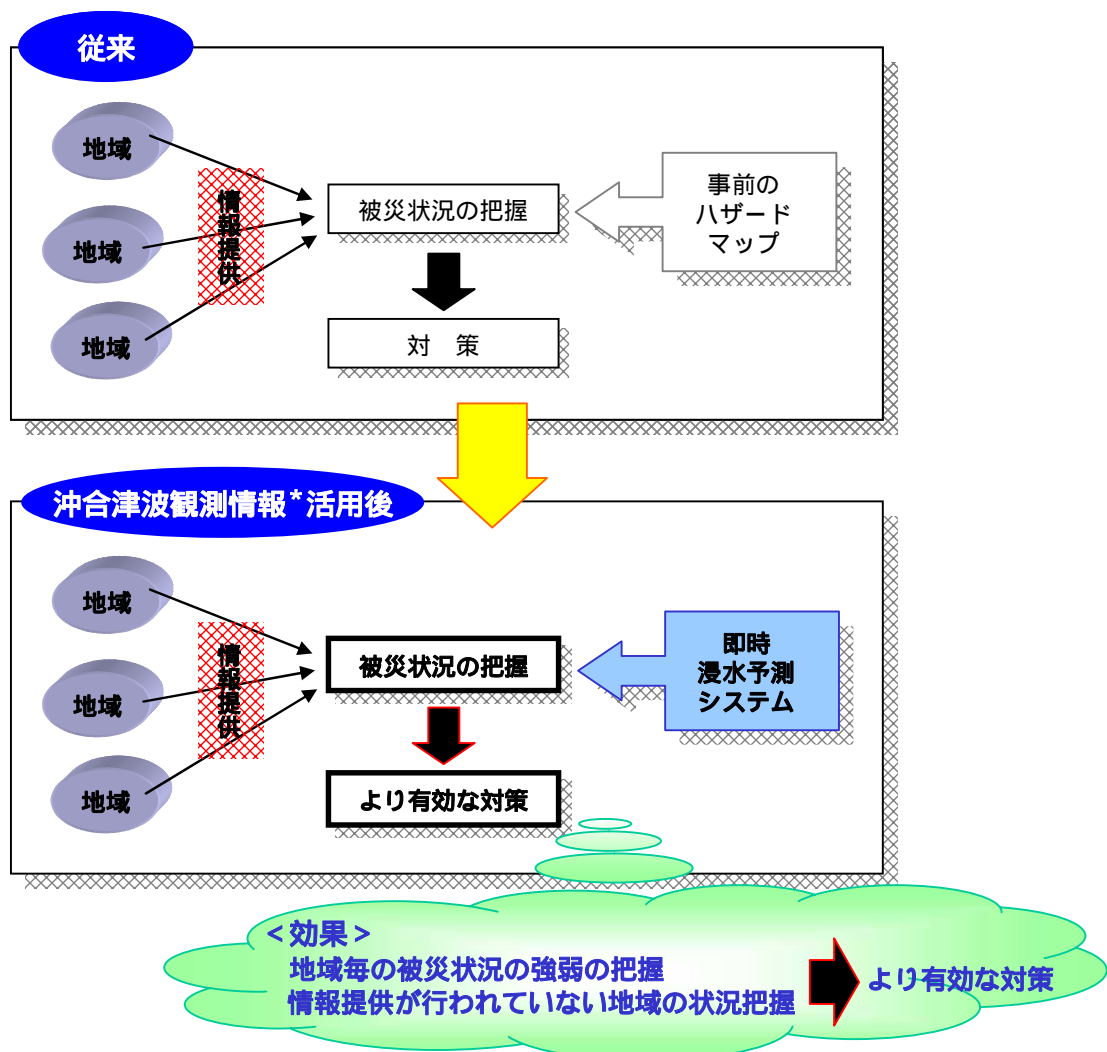 従来
地域
地域
地域
情報提供
被災状況の把握
事前の
ハザード
マップ
対　策
沖合津波観測情報*活用後
地域
地域
地域
情報提供
被災状況の把握
即時
浸水予測
システム
より有効な対策
＜効果＞
地域毎の被災状況の強弱の把握
情報提供が行われていない地域の状況把握
より有効な対策